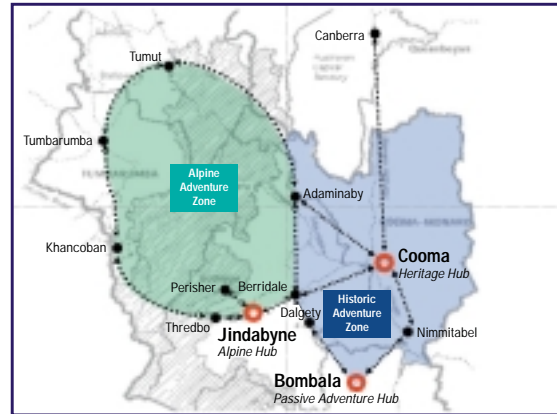 Canberra
Tumut
Tumbarumba
Alpine
Adventure
Zone
Adaminaby
Khancoban
Cooma
Heritage Hub
Perisher
Berridale
Historic
Adventure
Zone
Dalgety
Thredbo
Jindabyne
Alpine Hub
Nimmitabel
Bombala
Passive Adventure Hub